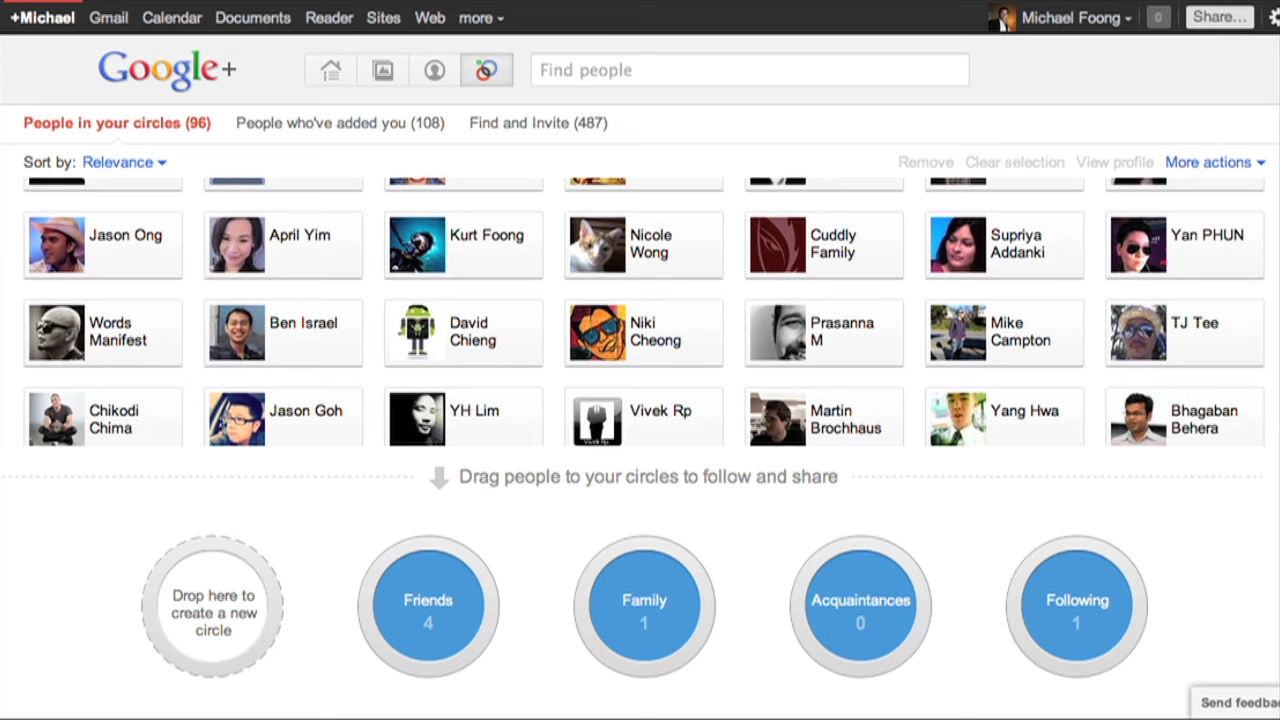 +Michael Gmail Calendar Documents Reader Sites Web more
Michael Foong 0 Share...
Google+
Find people
People in your circles (96) People who've added you (108) Find and Invite (487)
Sort by: Relevance
Remove Clear selection View profile More actions
Jason Ong
April Yim
Kurt Foong
Nicole
Wong
Cuddly
Family
Supriya
Addanki
Yan PHUN
Words
Manifest
Ben Israel
David
Chieng
Niki
Cheong
Prasanna
M
Mike
Campton
TJ Tee
Chikodi
Chima
Jason Goh
YH Lim
Vivek Rp
Vivek Rp
Martin
Brochhaus
Yang Hwa
Bhagaban
Behera
Drag people to your circles to follow and share
Drop here to
create a new
circle
Friends
4
Family
1
Acquaintances
0
Following
1
Send feedba